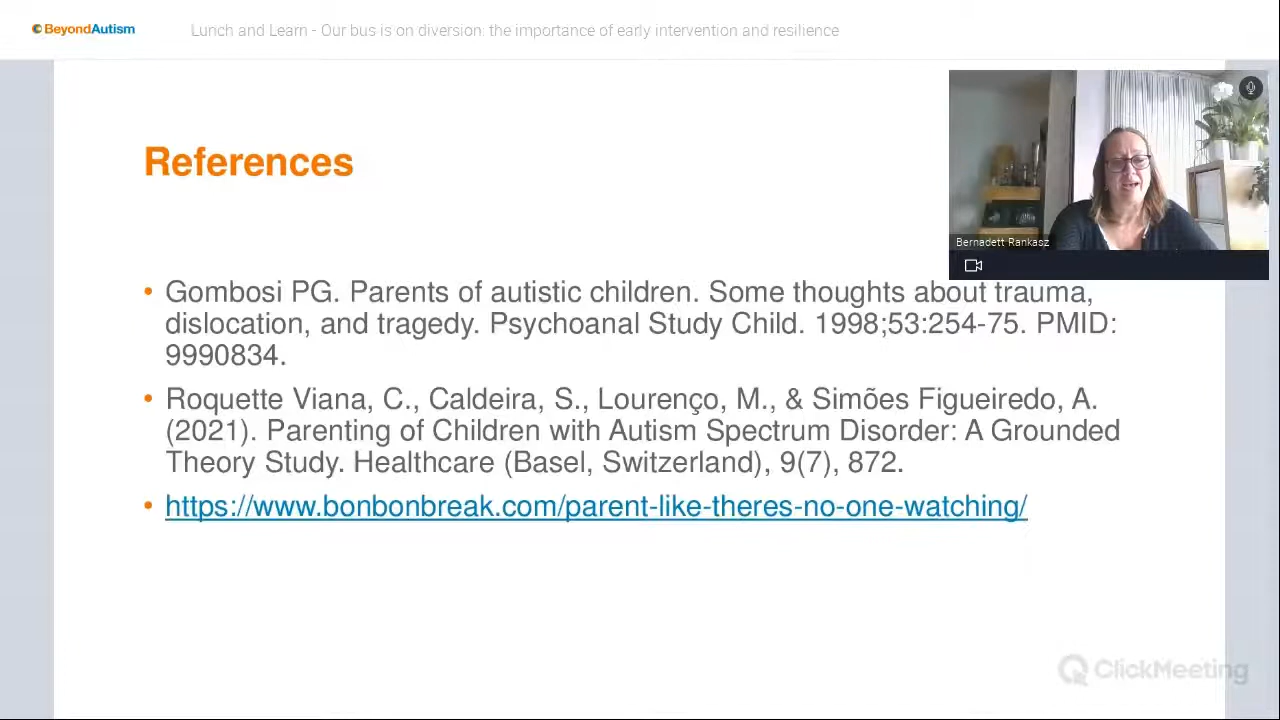 BeyondAutism
Lunch and Learn - Our bus is on diversion: the importance of early intervention and resilience
References
Bernadett Rankasz
• Gombosi PG. Parents of autistic children. Some thoughts about trauma,
dislocation, and tragedy. Psychoanal Study Child. 1998;53:254-75. PMID:
9990834.
• Roquette Viana, C., Caldeira, S., Lourenço, M., & Simões Figueiredo, A.
(2021). Parenting of Children with Autism Spectrum Disorder: A Grounded
Theory Study. Healthcare (Basel, Switzerland), 9(7), 872.
• https://www.bonbonbreak.com/parent-like-theres-no-one-watching/
ClickMeeting